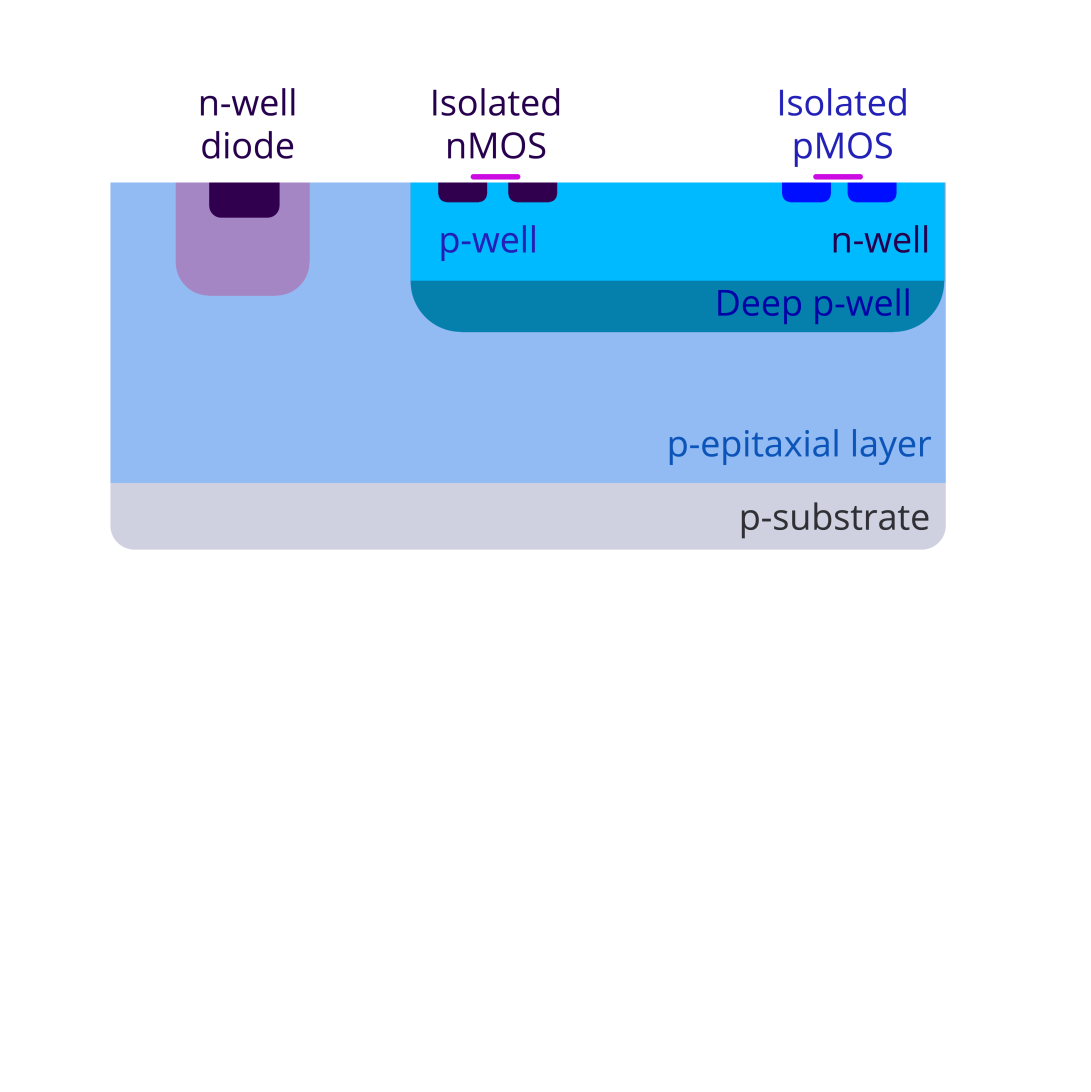 n-well
diode
Isolated
nMOS
Isolated
pMOS
p-well
n-well
Deep p-well
p-epitaxial layer
p-substrate